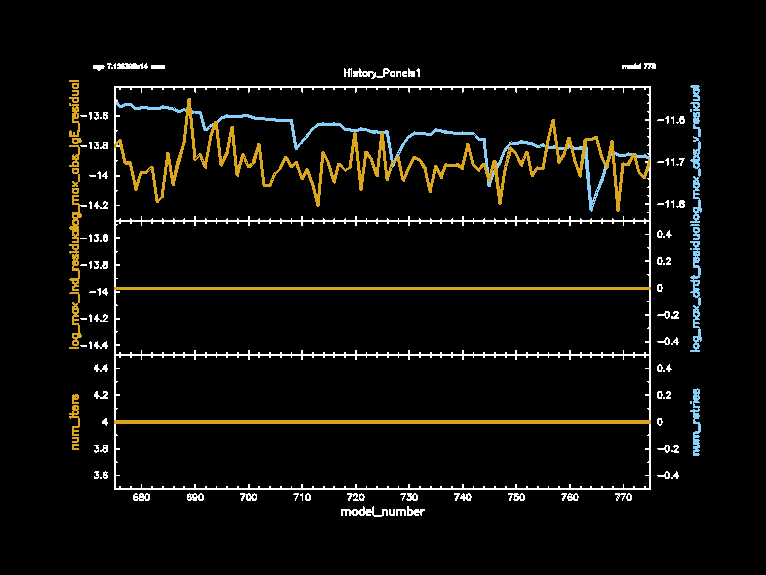 History_Panels1
model 775
log_max_abs_lgE_residual
-13.6
-13.8
-14
-14.2
-11.6
-11.7
-11.8
log_max_abs_v_residual
log_max_lnd_residual
-13.6
-13.8
-14
-14.2
-14.4
0.4
0.2
0
-0.2
-0.4
log_max_drdt_residual
num_iters
4.4
4.2
4
3.8
3.6
0.4
0.2
0
-0.2
-0.4
num_retries
680 690 700 710 720 730 740 750 760 770
model_number